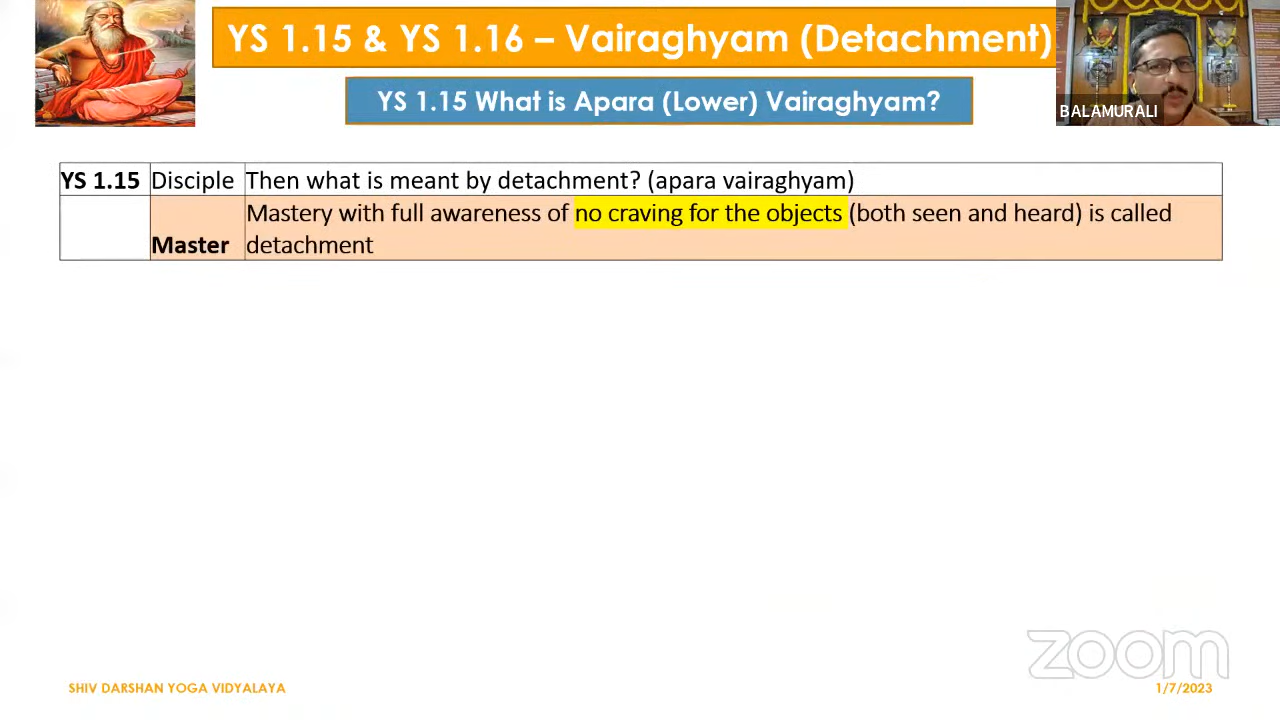 YS 1.15 & YS 1.16 – Vairaghyam (Detachment)
YS 1.15 What is Apara (Lower) Vairaghyam?
BALAMURALI
YS 1.15 Disciple Then what is meant by detachment? (apara vairaghyam)
Mastery with full awareness of no craving for the objects (both seen and heard) is called
Master detachment
zoom
SHIV DARSHAN YOGA VIDYALAYA
1/7/2023